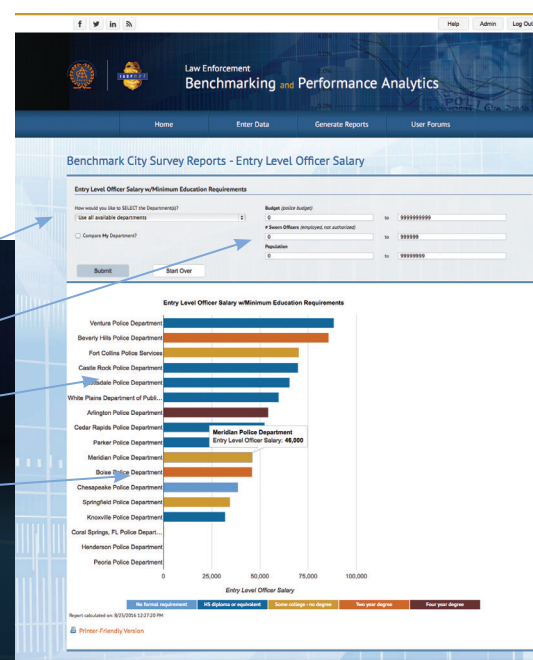 Help Admin Log Out
Law Enforcement
Benchmarking and Performance Analytics
Home Enter Data Generate Reports User Forums
Benchmark City Survey Reports - Entry Level Officer Salary
Entry Level Officer Salary w/Minimum Education Requirements
How would you like to SELECT the Department(s)?
Use all available departments
Compare My Department?
Budget (police budget)
0 to 9999999999
# Sworn Officers (employed, not authorized)
0 to 999999
Population
0 to 99999999
Submit Start Over
Entry Level Officer Salary w/Minimum Education Requirements
Ventura Police Department
Beverly Hills Police Department
Fort Collins Police Services
Castle Rock Police Department
Police Department
White Plains Department of Publi...
Arlington Police Department
Cedar Rapids Police Department
Parker Police Department
Meridian Police Department
Entry Level Officer Salary: 46,000
Meridian Police Department
Boise Police Department
Chesapeake Police Department
Springfield Police Department
Knoxville Police Department
Coral Springs, FL Police Depart...
Henderson Police Department
Peoria Police Department
0 25,000 50,000 75,000 100,000
Entry Level Officer Salary
No formal requirement HS diploma or equivalent Some college - no degree Two year degree Four year degree
Report calculated on: 8/25/2016 12:27:20 PM
Printer-Friendly Version